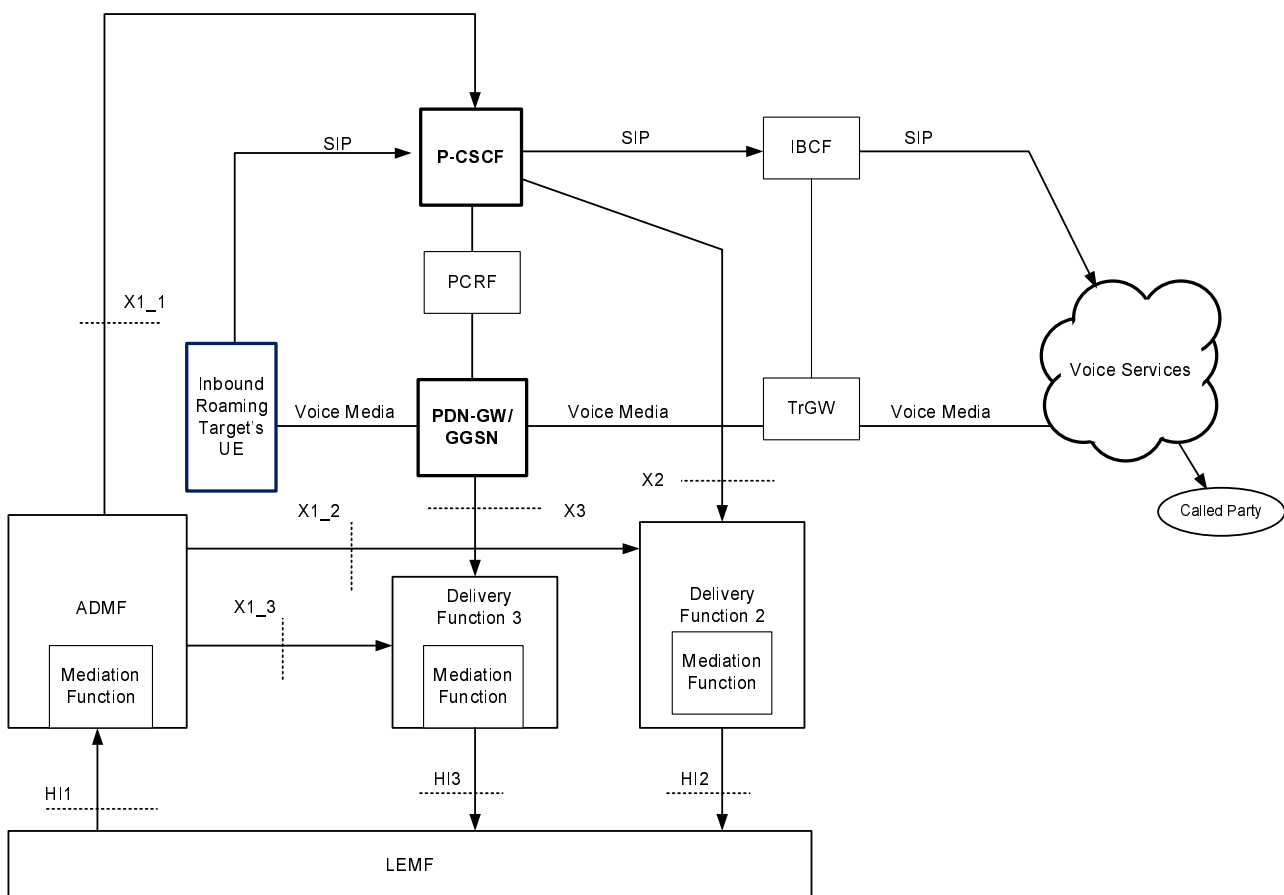 SIP
P-CSCF
SIP
IBCF
SIP
PCRF
X1_1
Inbound
Roaming
Target's
UE
Voice Media
PDN-GW/
GGSN
Voice Media
TrGW
Voice Media
Voice Services
Called Party
X2
X1_2
X3
ADMF
Mediation
Function
X1_3
Delivery
Function 3
Mediation
Function
Delivery
Function 2
Mediation
Function
HI1
HI3
HI2
LEMF